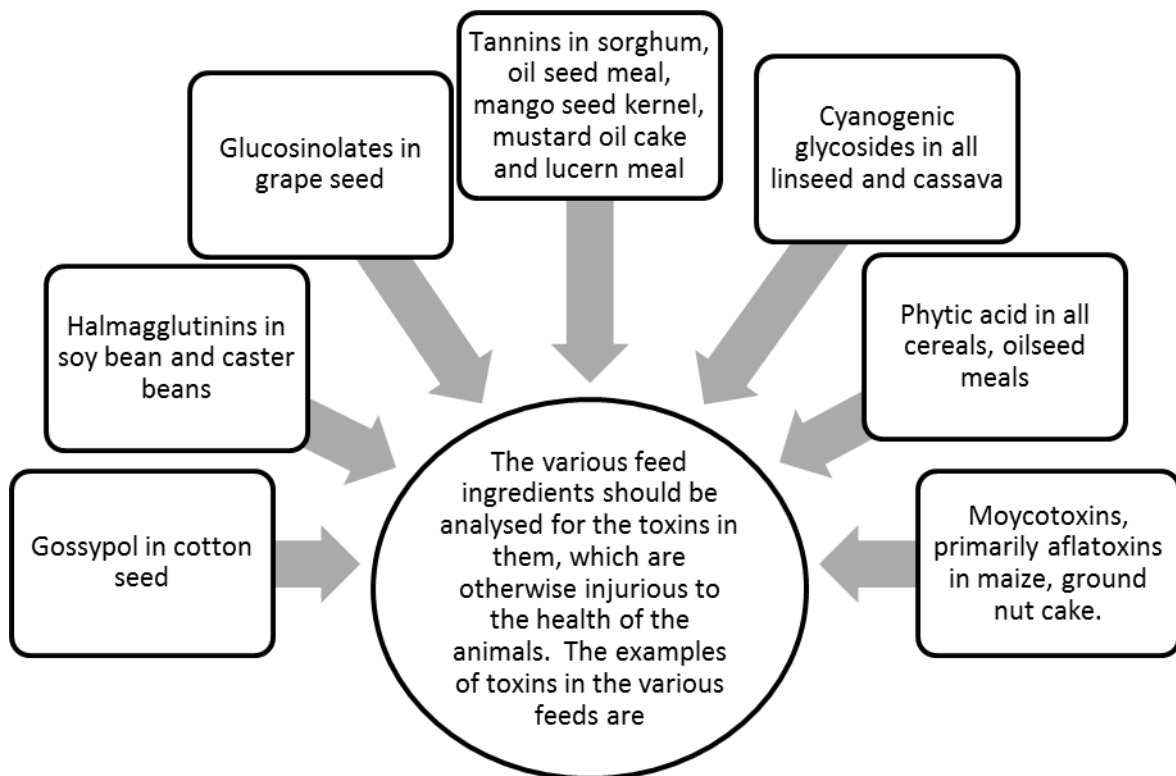 Tannins in sorghum,
oil seed meal,
mango seed kernel,
mustard oil cake
and lucern meal
Glucosinolates in
grape seed
Cyanogenic
glycosides in all
linseed and cassava
Halmagglutinins in
soy bean and caster
beans
Phytic acid in all
cereals, oilseed
meals
Gossypol in cotton
seed
Moycotoxins,
primarily aflatoxins
in maize, ground
nut cake.
The various feed
ingredients should be
analysed for the toxins in
them, which are
otherwise injurious to
the health of the
animals.  The examples
of toxins in the various
feeds are